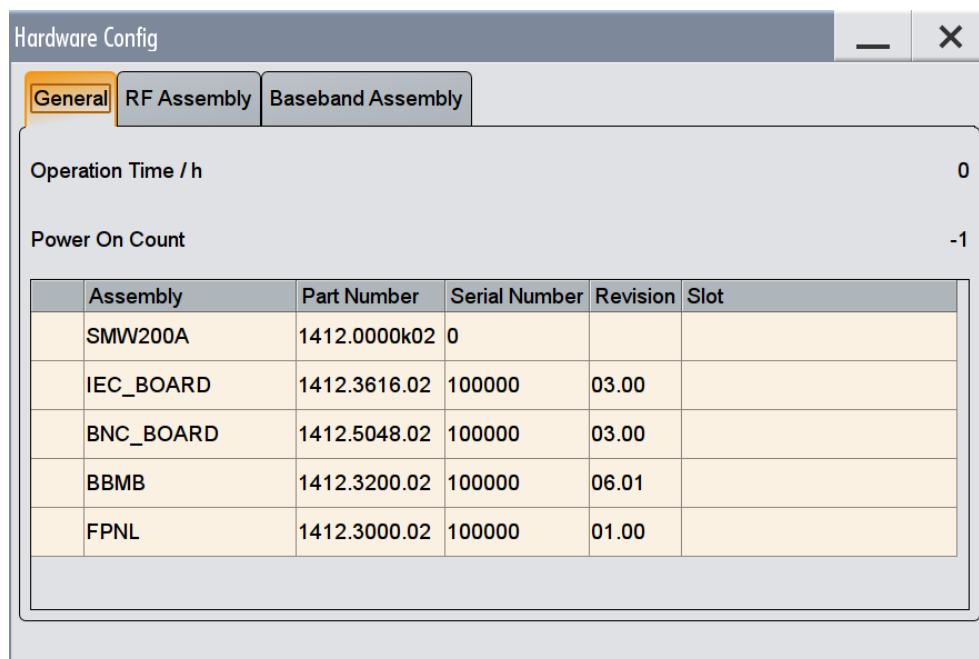 Hardware Config
General RF Assembly Baseband Assembly
Operation Time / h 0
Power On Count -1
Assembly Part Number Serial Number Revision Slot
SMW200A 1412.0000k02 0
IEC_BOARD 1412.3616.02 100000 03.00
BNC_BOARD 1412.5048.02 100000 03.00
BBMB 1412.3200.02 100000 06.01
FPNL 1412.3000.02 100000 01.00